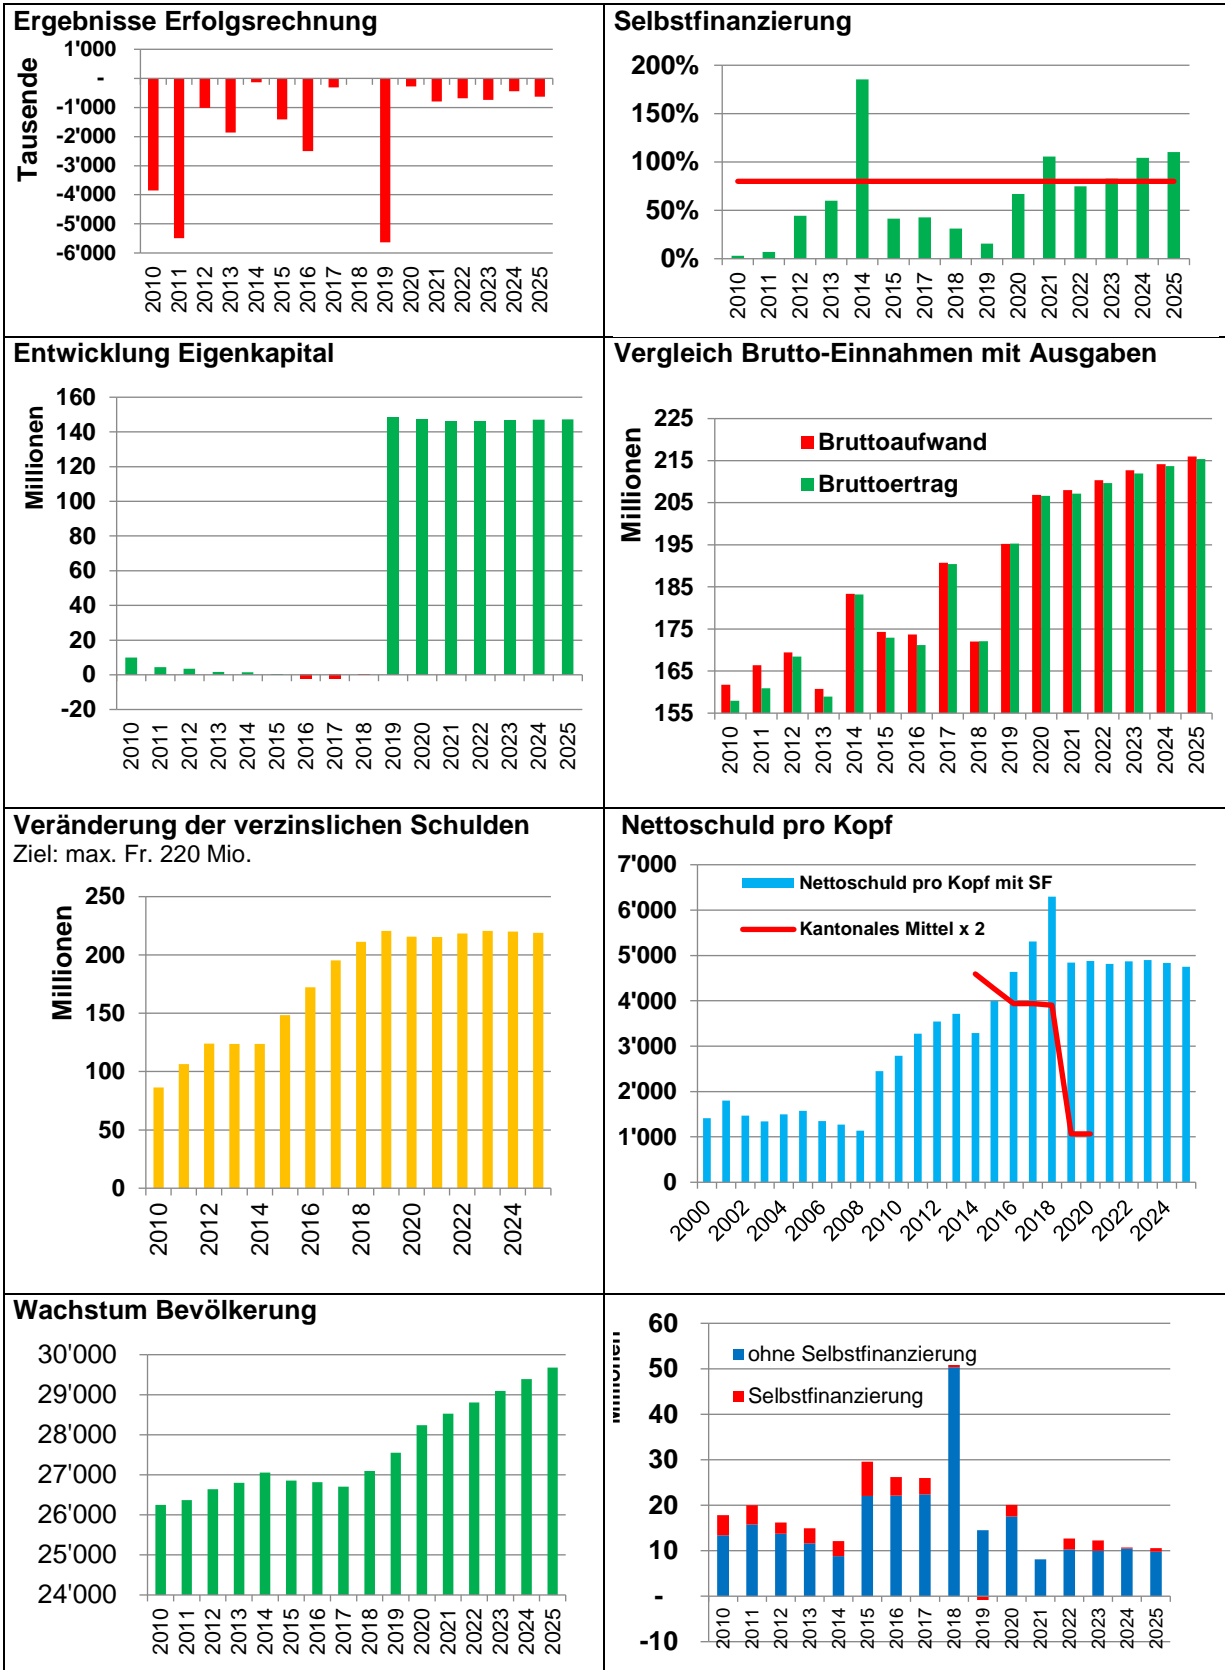 Ergebnisse Erfolgsrechnung
Tausende
1'000
-
-1'000
-2'000
-3'000
-4'000
-5'000
-6'000
2010 2011 2012 2013 2014 2015 2016 2017 2018 2019 2020 2021 2022 2023 2024 2025
Selbstfinanzierung
200%
150%
100%
50%
0%
2010 2011 2012 2013 2014 2015 2017 2018 2019 2020 2021 2022 2023 2024 2025
Entwicklung Eigenkapital
Millionen
160
140
120
100
80
60
40
20
0
-20
2010 2011 2012 2013 2014 2015 2016 2017 2018 2019 2020 2021 2022 2023 2024 2025
Vergleich Brutto-Einnahmen mit Ausgaben
Millionen
225
215
205
195
185
175
165
155
Bruttoaufwand
Bruttoertrag
2010 2011 2012 2013 2014 2015 2016 2017 2018 2019 2020 2021 2022 2023 2024 2025
Veränderung der verzinslichen Schulden
Ziel: max. Fr. 220 Mio.
Millionen
250
200
150
100
50
0
2010 2012 2014 2016 2018 2020 2022 2024
Nettoschuld pro Kopf
7'000
6'000
5'000
4'000
3'000
2'000
1'000
0
Nettoschuld pro Kopf mit SF
Kantonales Mittel x 2
2000 2002 2004 2006 2008 2010 2012 2014 2016 2018 2020 2022 2024
Wachstum Bevölkerung
30'000
29'000
28'000
27'000
26'000
25'000
24'000
2010 2011 2012 2013 2014 2015 2016 2017 2018 2019 2020 2021 2022 2023 2024 2025
Millionen
60
50
40
30
20
10
-
-10
ohne Selbstfinanzierung
Selbstfinanzierung
2010 2011 2012 2013 2014 2015 2016 2017 2018 2019 2020 2021 2022 2023 2024 2025